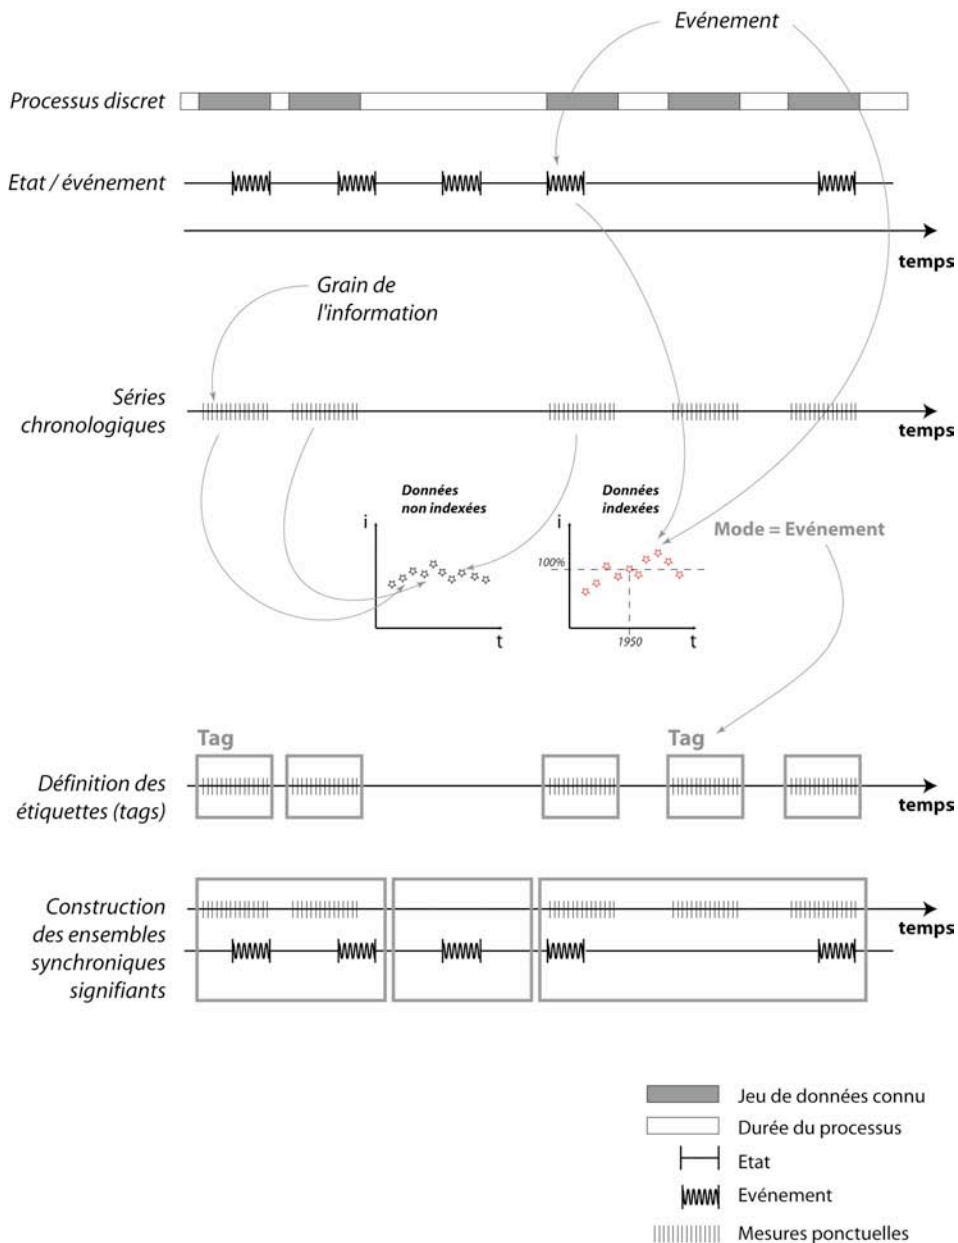 Evénement
Processus discret
Etat / événement
temps
Grain de
l'information
Séries
chronologiques
temps
Données
non indexées
i
t
Données
indexées
i
100%
1950
t
Mode = Evénement
Tag
Tag
Définition des
étiquettes (tags)
temps
Construction
des ensembles
synchroniques
signifiants
temps
Jeu de données connu
Durée du processus
Etat
Evénement
Mesures ponctuelles